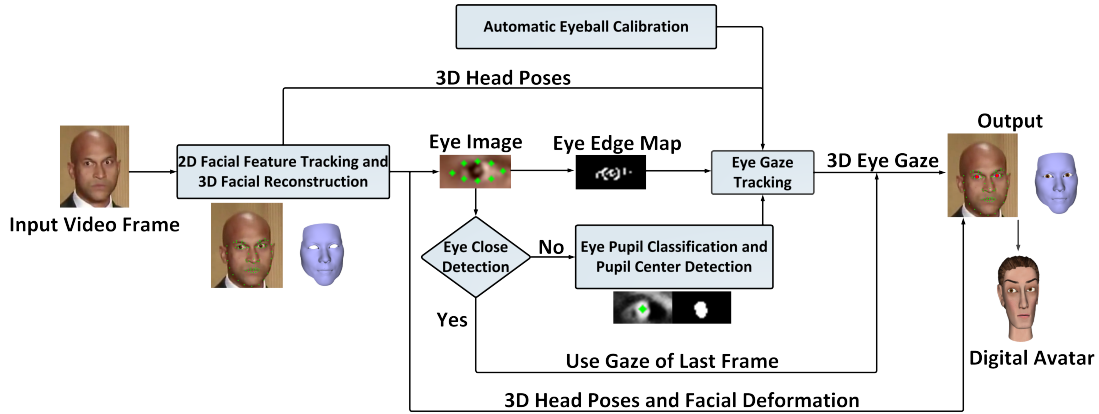 Automatic Eyeball Calibration
3D Head Poses
Output
Eye Image
Eye Edge Map
2D Facial Feature Tracking and
3D Facial Reconstruction
Eye Gaze
Tracking
3D Eye Gaze
Input Video Frame
Eye Close
Detection
No
Eye Pupil Classification and
Pupil Center Detection
Yes
Use Gaze of Last Frame
Digital Avatar
3D Head Poses and Facial Deformation